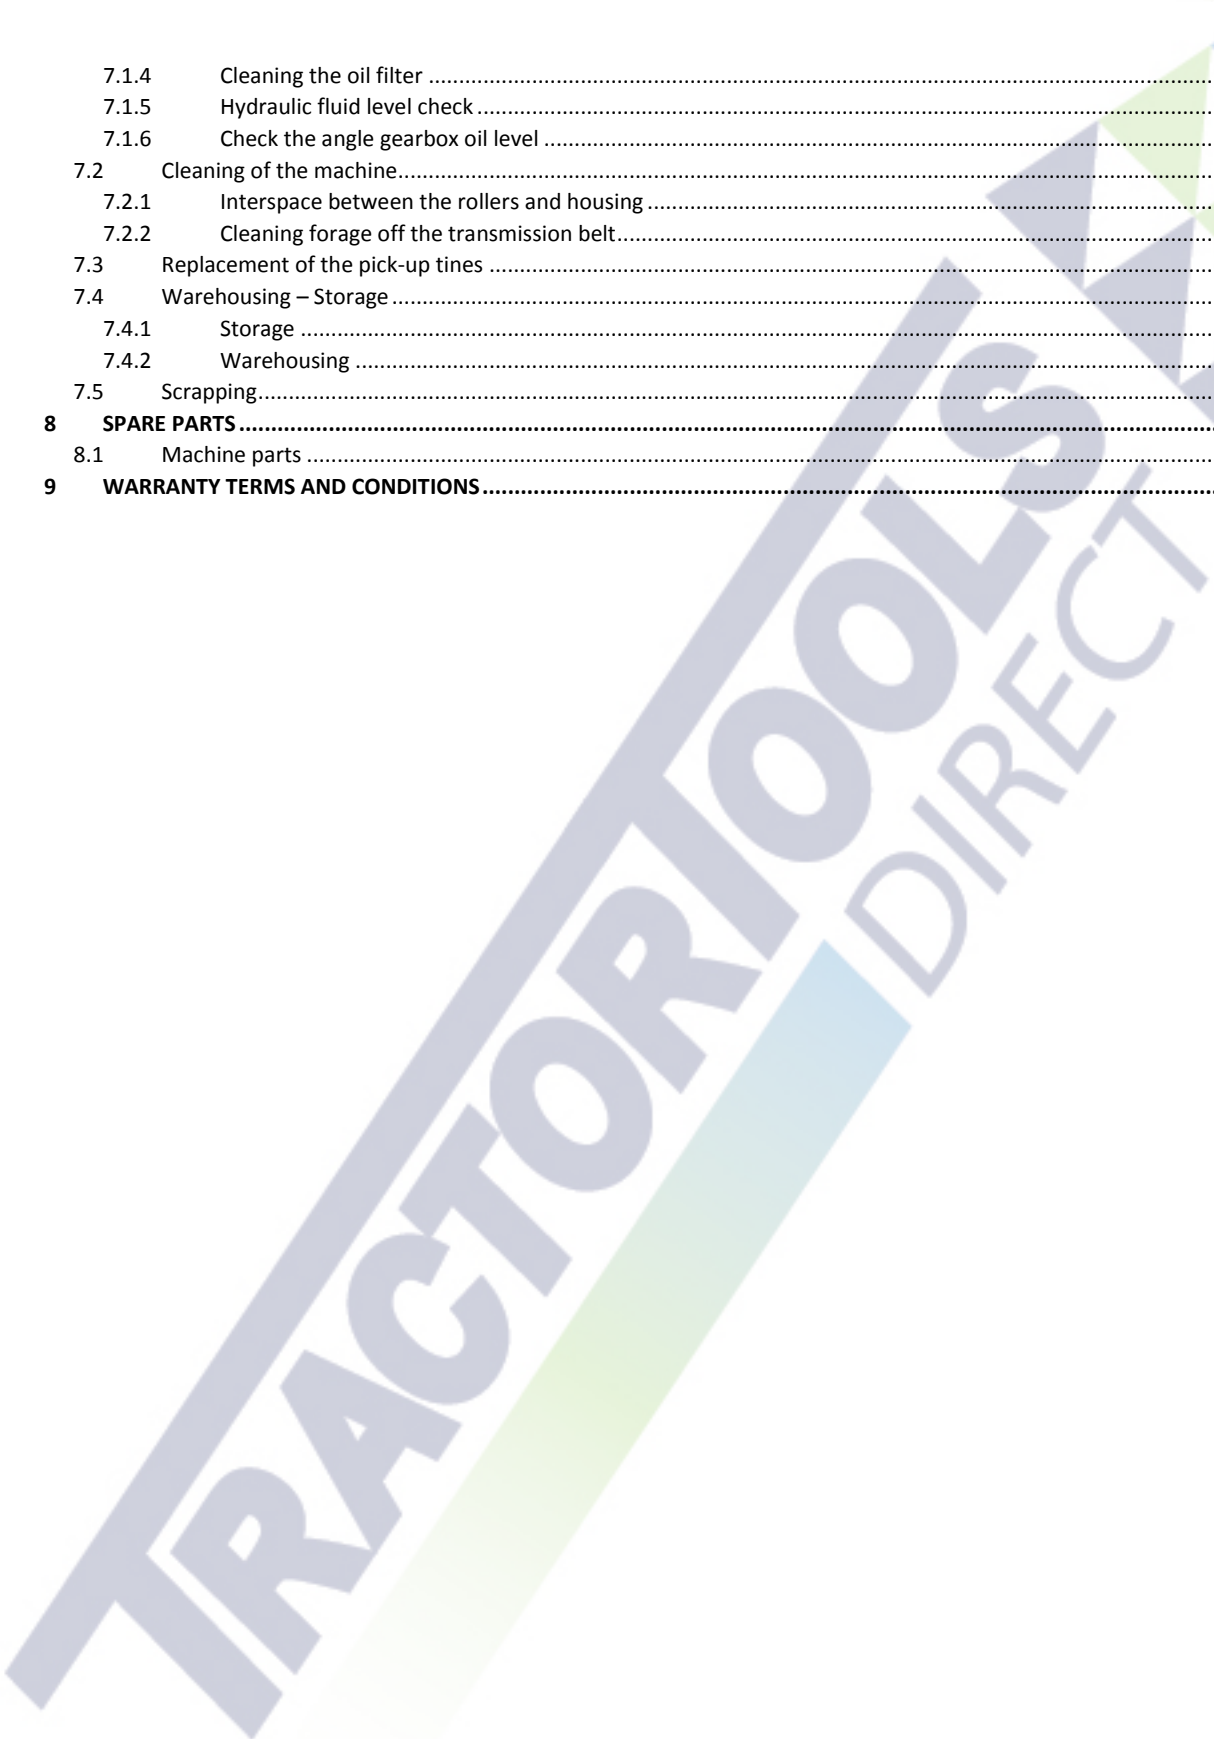 7.1.4 Cleaning the oil filter ........................................................
7.1.5 Hydraulic fluid level check ........................................................
7.1.6 Check the angle gearbox oil level ........................................................
7.2 Cleaning of the machine ........................................................
7.2.1 Interspace between the rollers and housing ........................................................
7.2.2 Cleaning forage off the transmission belt ........................................................
7.3 Replacement of the pick-up tines ........................................................
7.4 Warehousing – Storage ........................................................
7.4.1 Storage ........................................................
7.4.2 Warehousing ........................................................
7.5 Scrapping ........................................................
8 SPARE PARTS ........................................................
8.1 Machine parts ........................................................
9 WARRANTY TERMS AND CONDITIONS ........................................................
TRACTORTOOLS
DIRECT